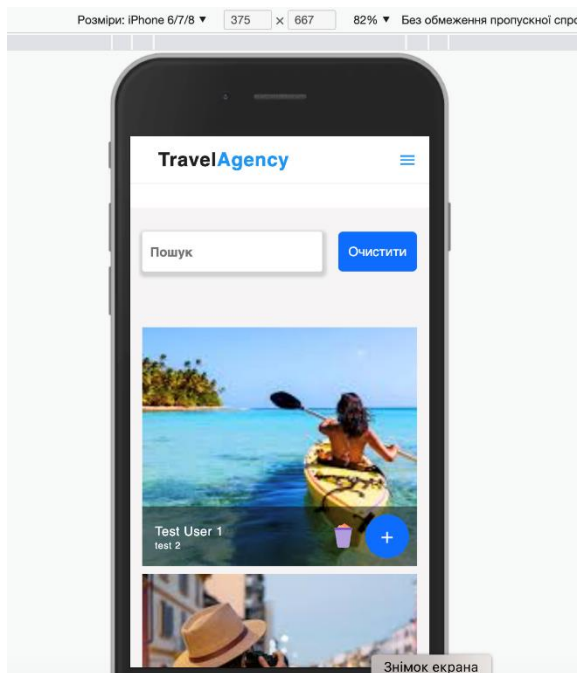 Розміри: iPhone 6/7/8 ▼ 375 × 667 82% ▼ Без обмеження пропускної
TravelAgency
Пошук Очистити
Test User 1
test 2
+
Знімок екрана